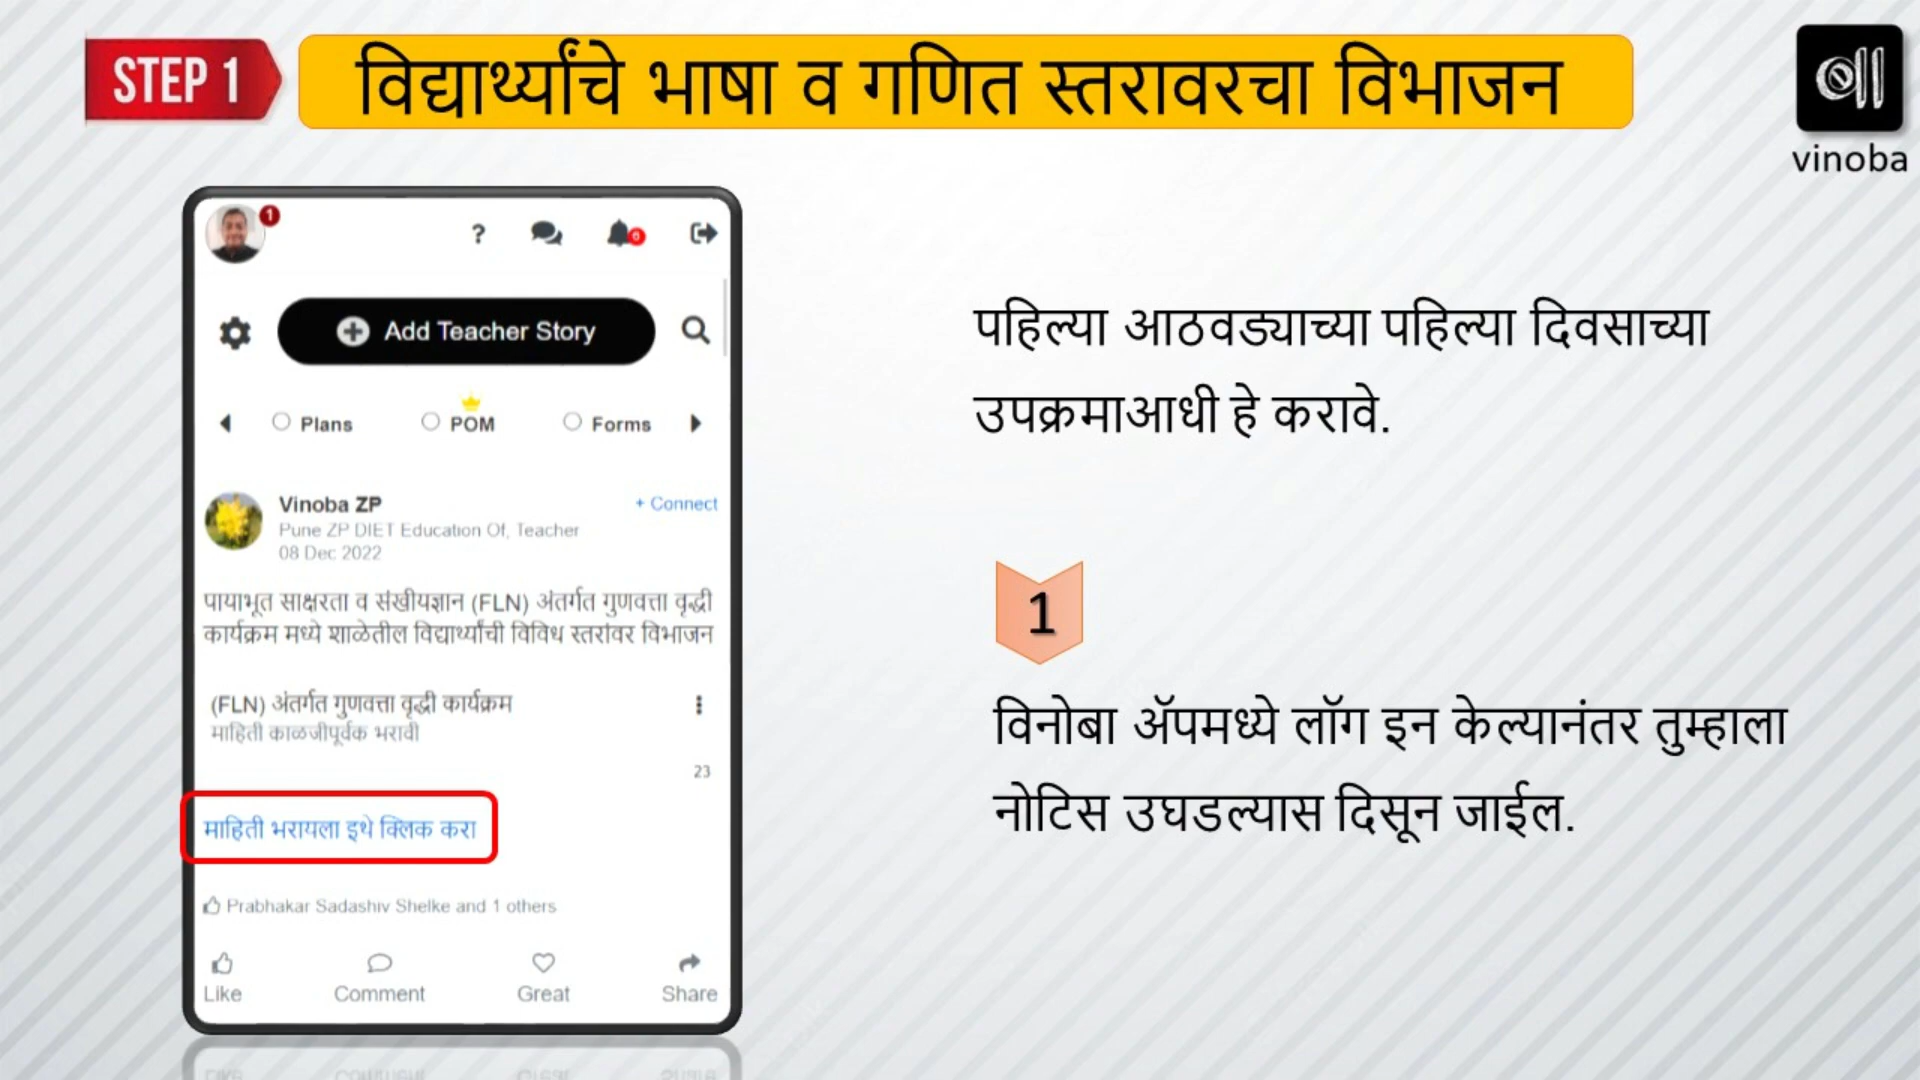 STEP 1
विद्यार्थ्यांचे भाषा व गणित स्तरावरचा विभाजन
vinoba
1
?
6
Add Teacher Story
Plans
POM
Forms
Vinoba ZP
+ Connect
Pune ZP DIET Education Of, Teacher
08 Dec 2022
पायाभूत साक्षरता व संखीयज्ञान (FLN) अंतर्गत गुणवत्ता वृद्धी
कार्यक्रम मध्ये शाळेतील विद्यार्थ्यांची विविध स्तरांवर विभाजन
(FLN) अंतर्गत गुणवत्ता वृद्धी कार्यक्रम
माहिती काळजीपूर्वक भरावी
23
माहिती भरायला इथे क्लिक करा
Prabhakar Sadashiv Shelke and 1 others
Like
Comment
Great
Share
पहिल्या आठवड्याच्या पहिल्या दिवसाच्या
उपक्रमाआधी हे करावे.
1
विनोबा ॲपमध्ये लॉग इन केल्यानंतर तुम्हाला
नोटिस उघडल्यास दिसून जाईल.